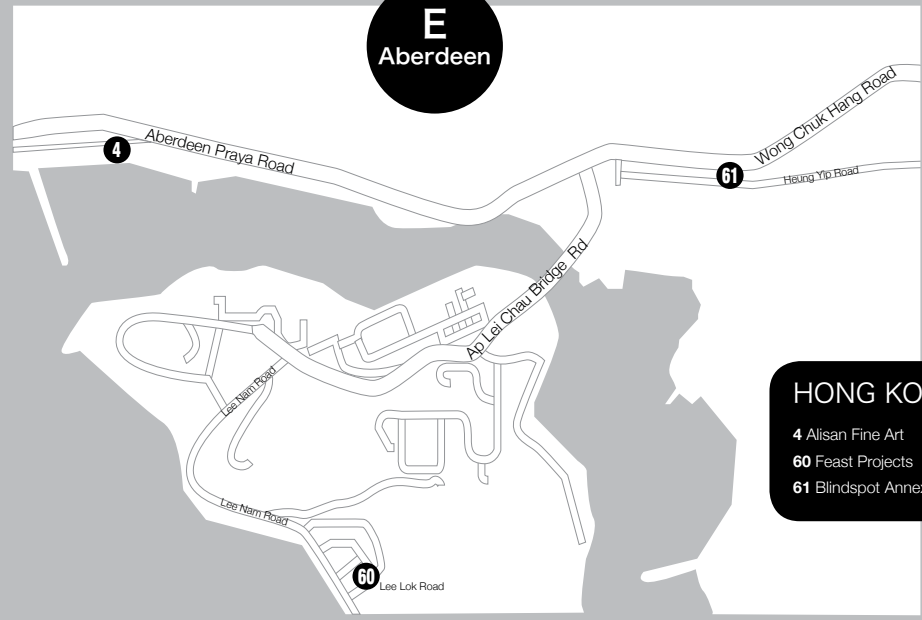 E
Aberdeen
Wong Chuk Hang Road
Aberdeen Praya Road
4
61
Heung Yip Road
Ap Lei Chau Bridge Rd
HONG KO
Lee Nam Road
4 Alisan Fine Art
60 Feast Projects
61 Blindspot Anne
Lee Nam Road
60
Lee Lok Road